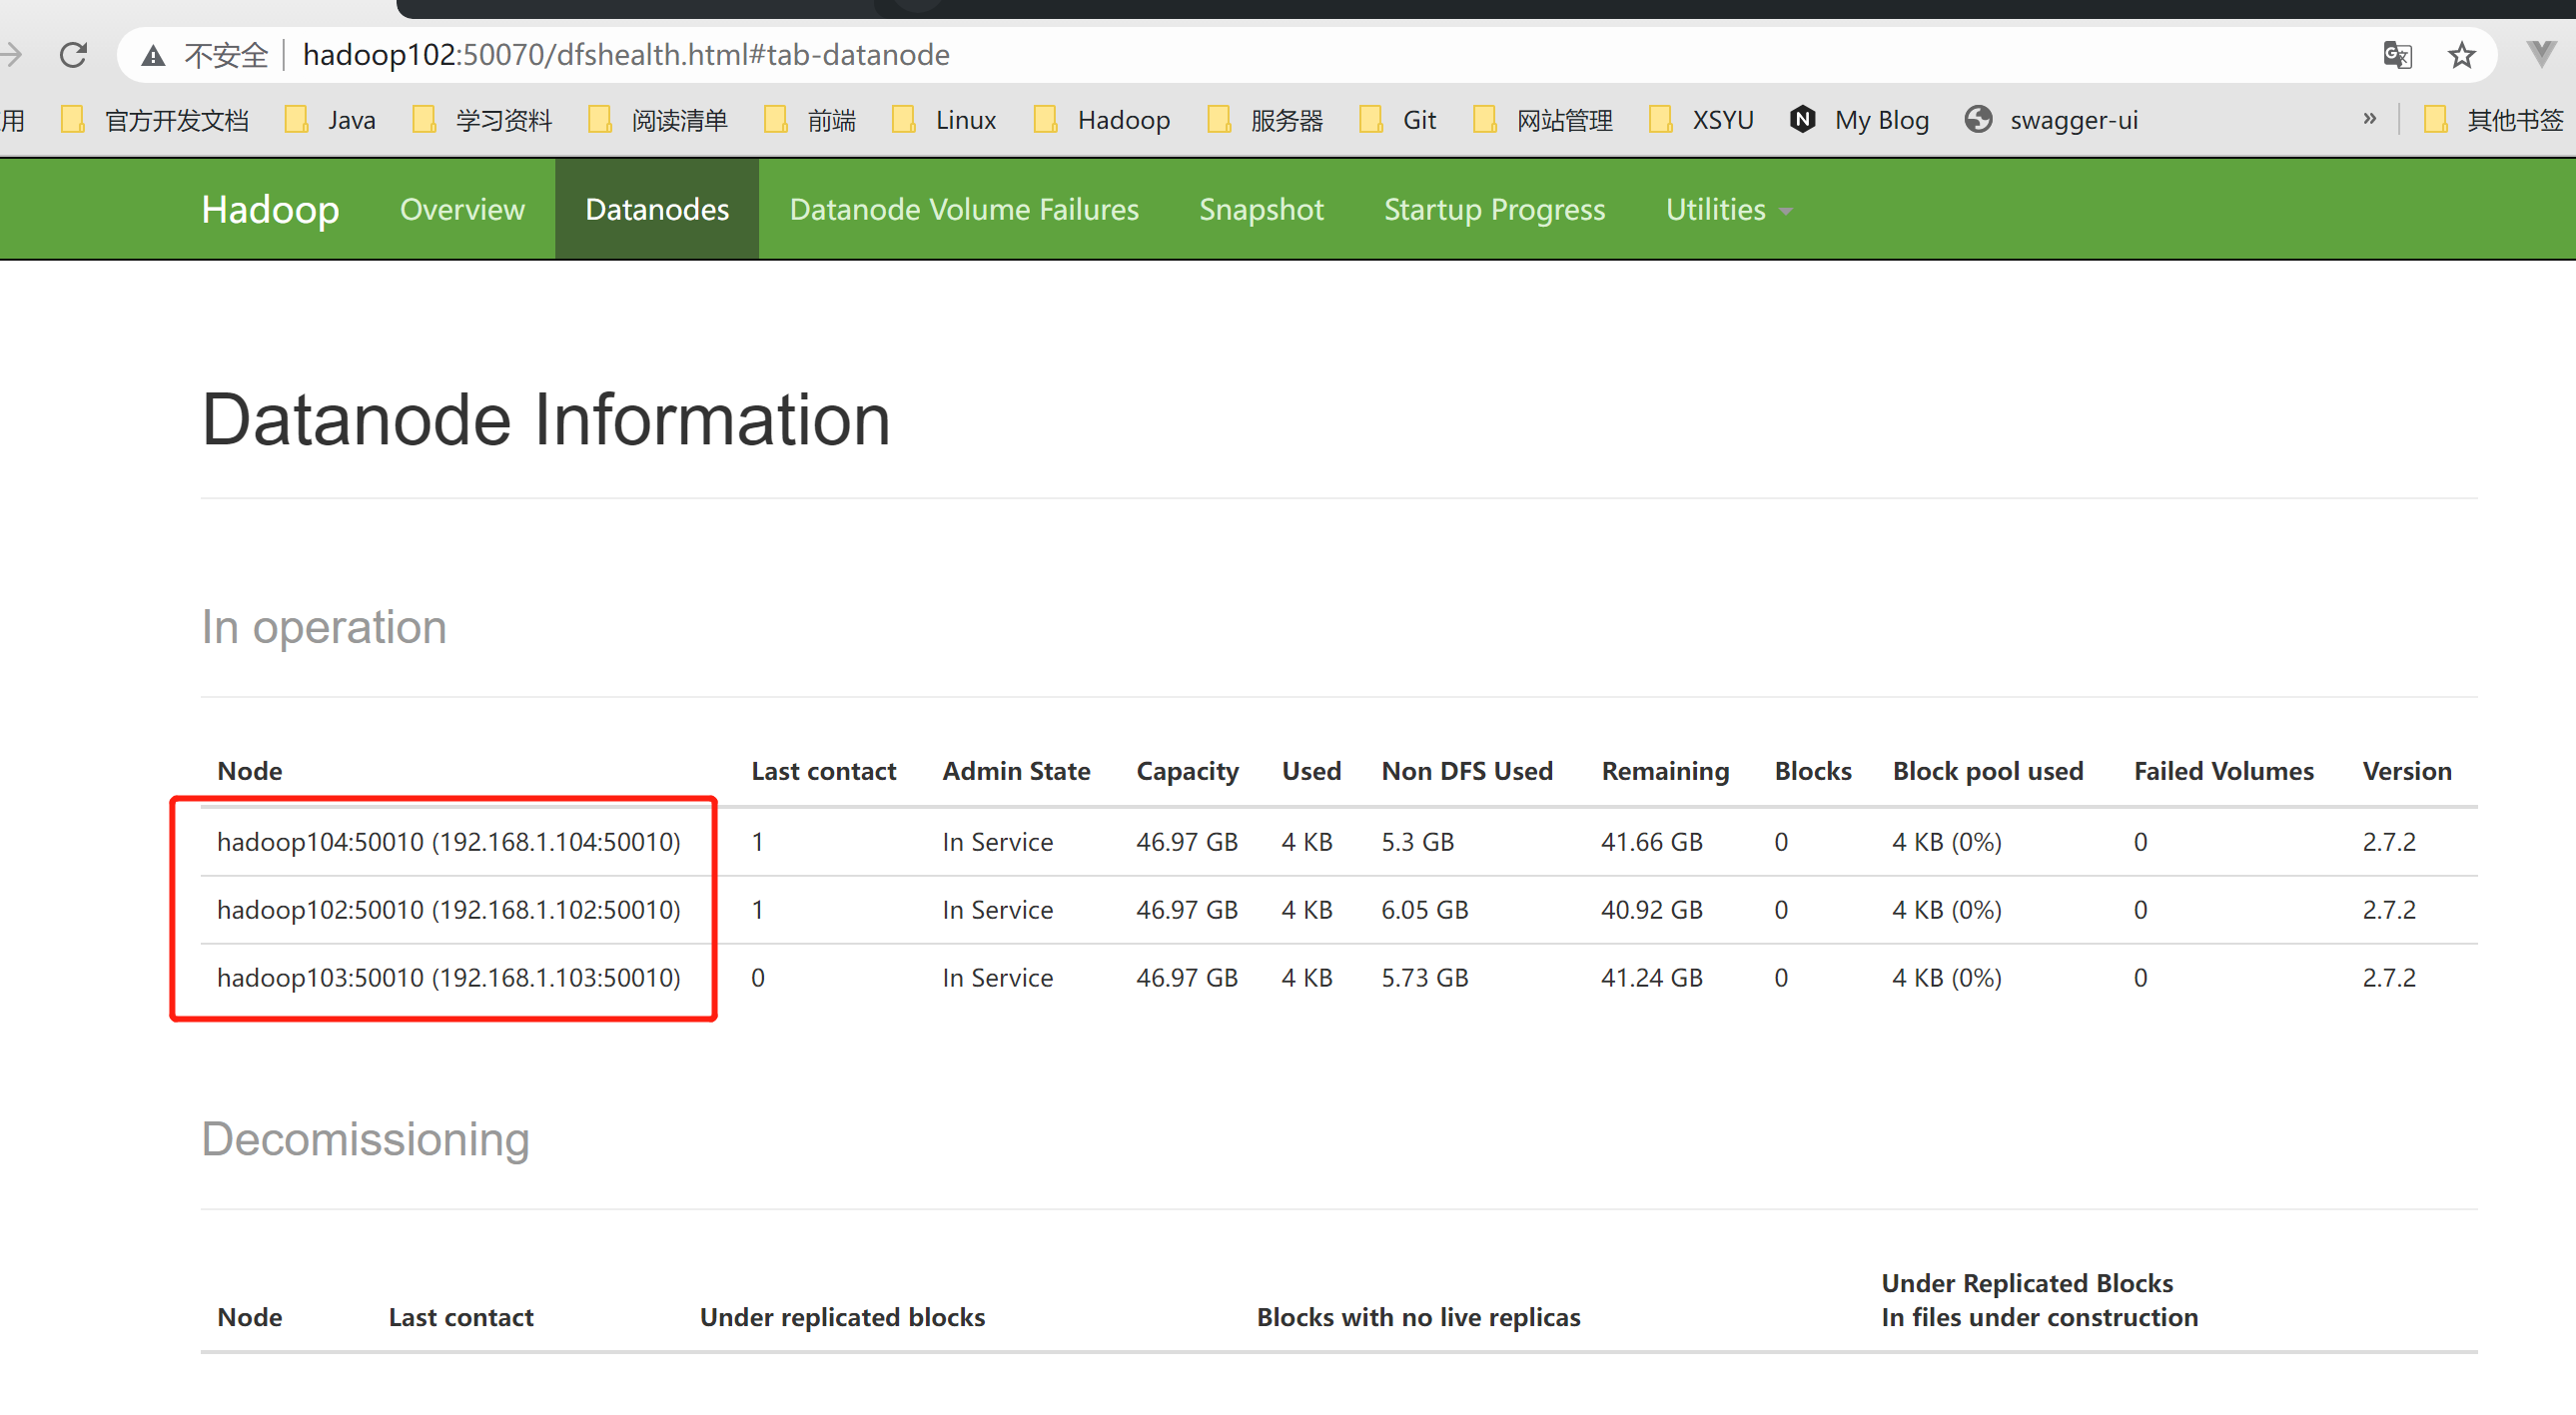 不安全 hadoop102:50070/dfshealth.html#tab-datanode
用 官方开发文档 Java 学习资料 阅读清单 前端 Linux Hadoop 服务器 Git 网站管理 XSYU My Blog swagger-ui » 其他书签
Hadoop Overview Datanodes Datanode Volume Failures Snapshot Startup Progress Utilities
Datanode Information
In operation
Node Last contact Admin State Capacity Used Non DFS Used Remaining Blocks Block pool used Failed Volumes Version
hadoop104:50010 (192.168.1.104:50010) 1 In Service 46.97 GB 4 KB 5.3 GB 41.66 GB 0 4 KB (0%) 0 2.7.2
hadoop102:50010 (192.168.1.102:50010) 1 In Service 46.97 GB 4 KB 6.05 GB 40.92 GB 0 4 KB (0%) 0 2.7.2
hadoop103:50010 (192.168.1.103:50010) 0 In Service 46.97 GB 4 KB 5.73 GB 41.24 GB 0 4 KB (0%) 0 2.7.2
Decomissioning
Node Last contact Under replicated blocks Blocks with no live replicas Under Replicated Blocks
In files under construction